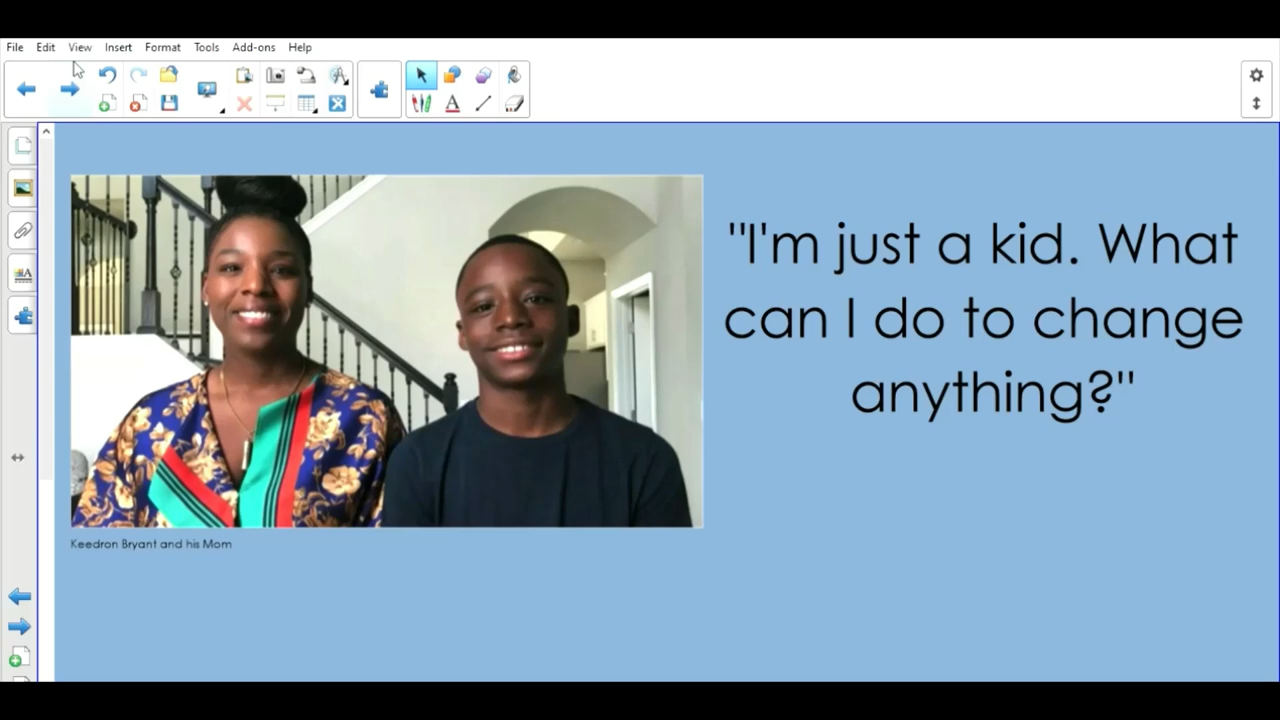 File Edit View Insert Format Tools Add-ons Help
"I'm just a kid. What
can I do to change
anything?"
Keedron Bryant and his Mom